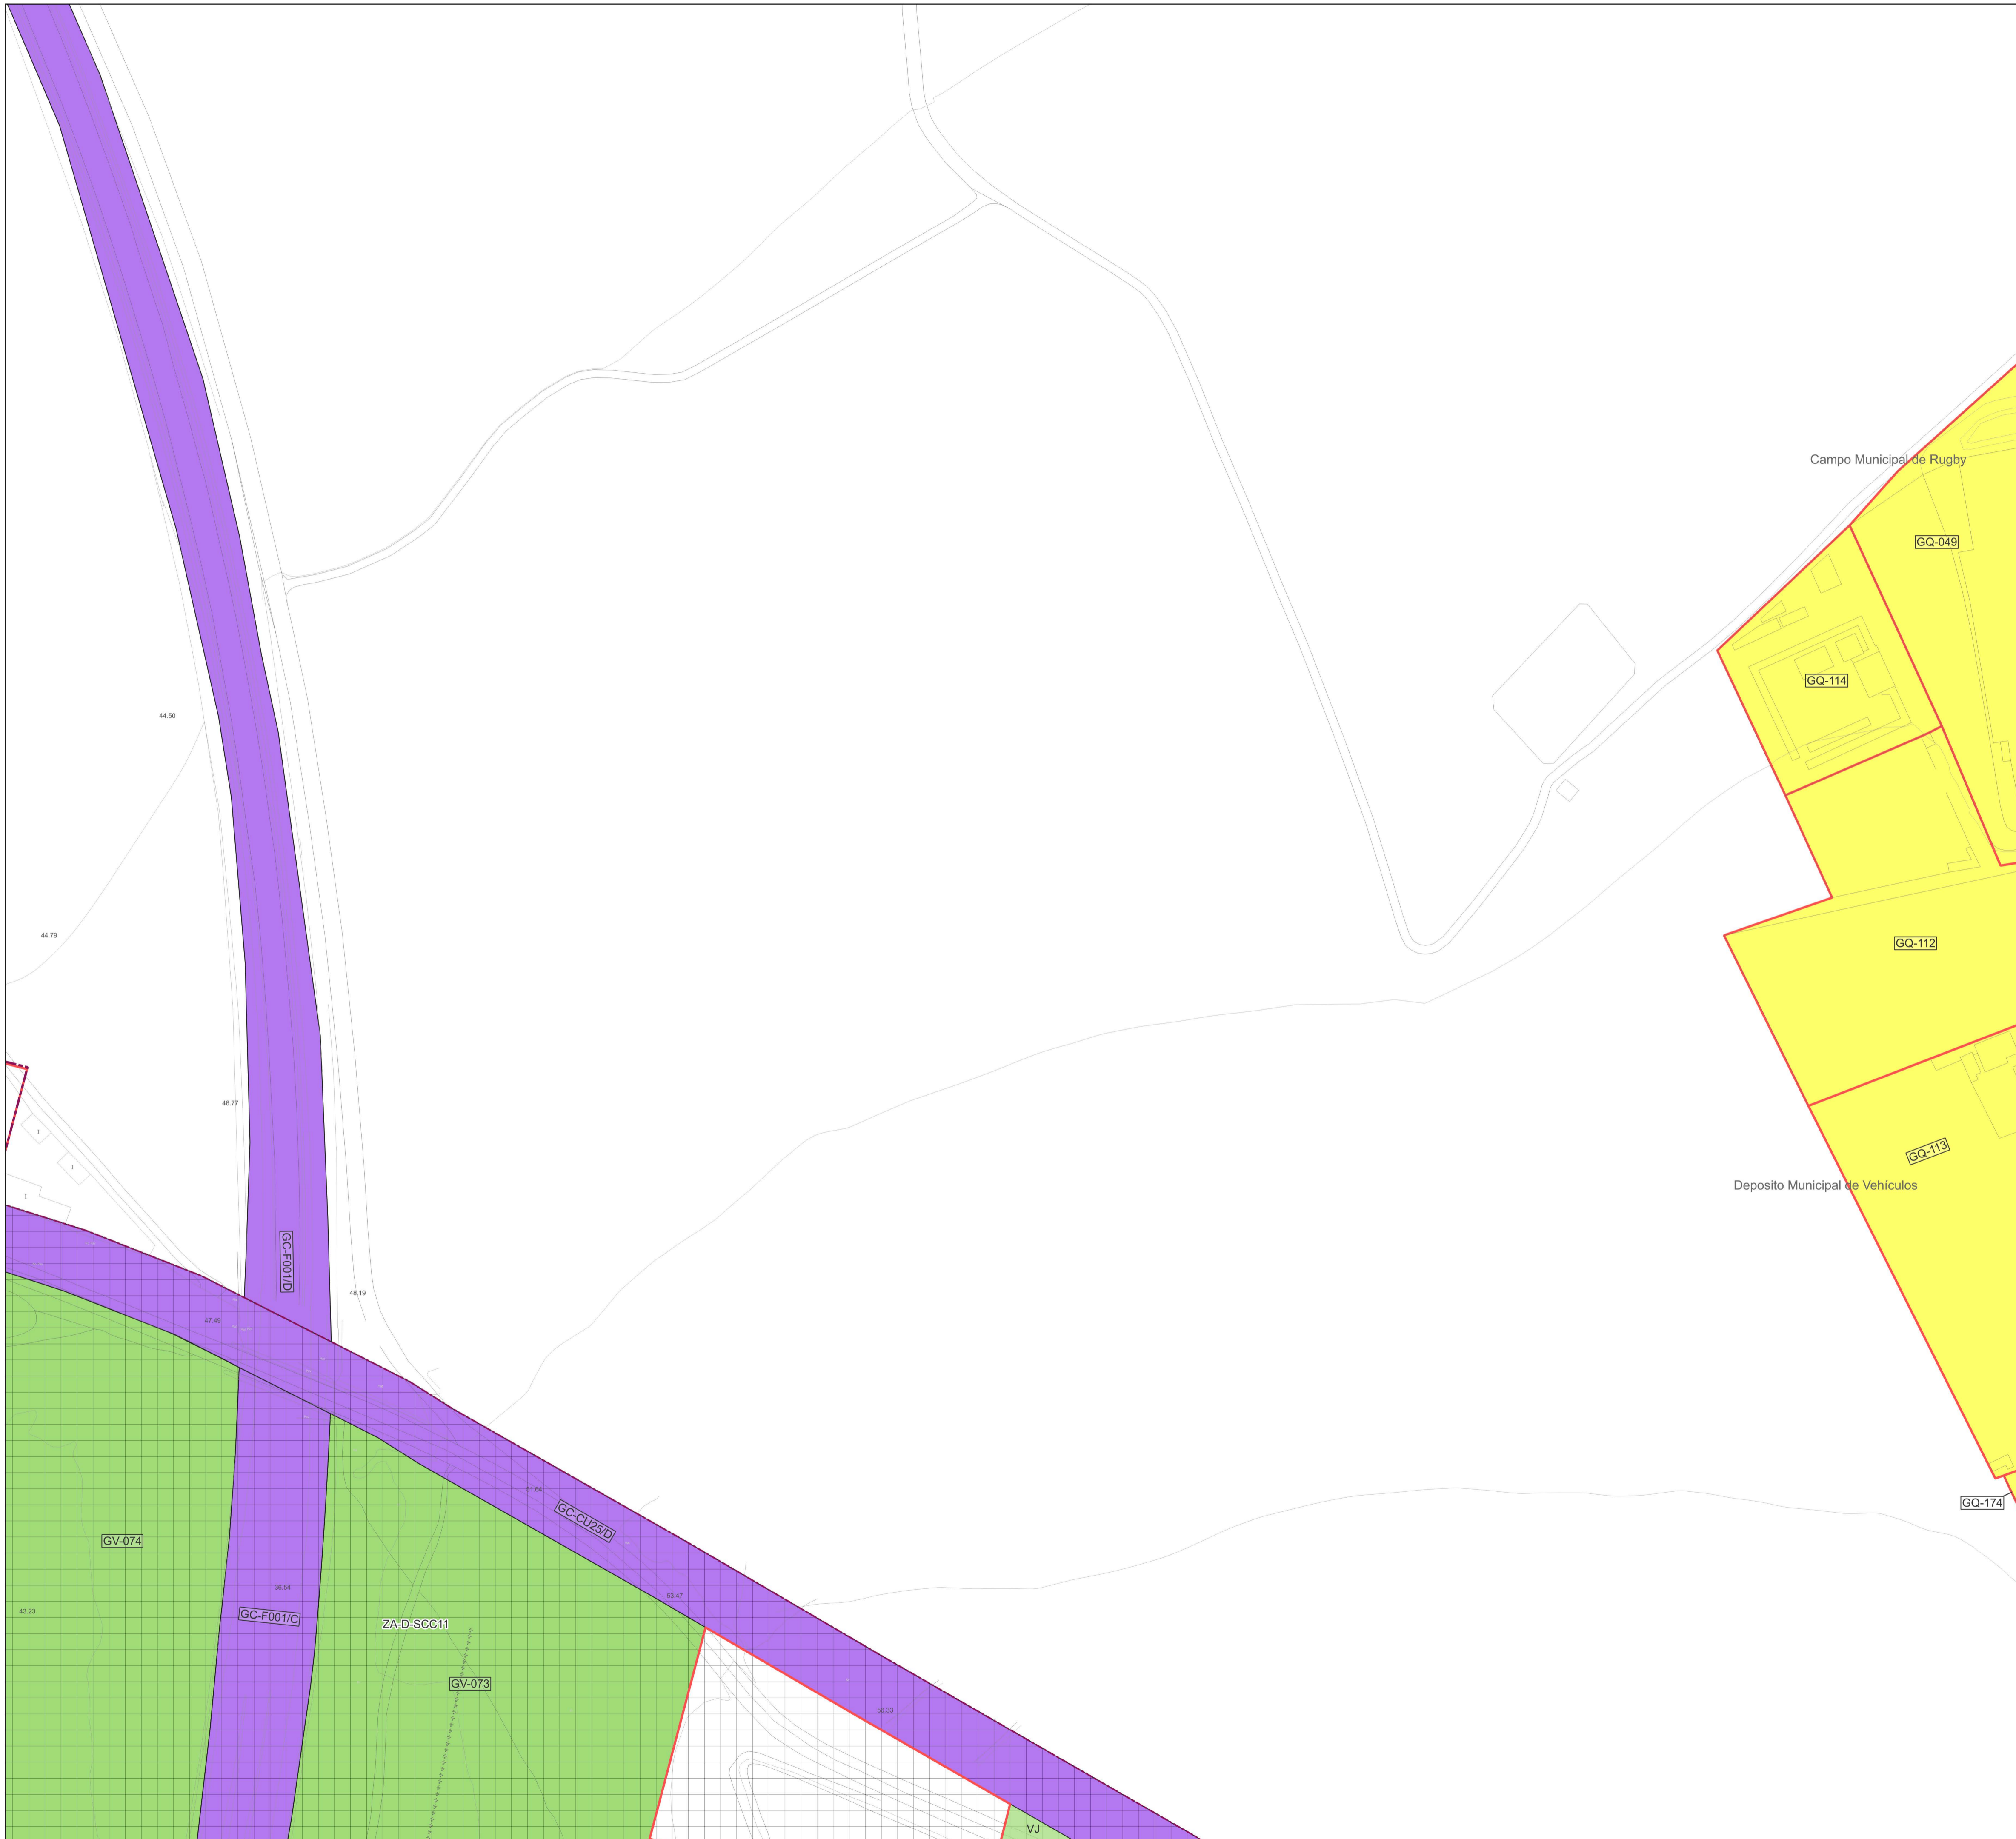 Campo Municipal de Rugby
GQ-049
GQ-114
44.50
44.79
GQ-112
46.77
I
I
GQ-113
Deposito Municipal de Vehículos
I
GC-F001/D
48.19
47.49
51.64
GQ-174
GC-CU25/D
GV-074
36.54
53.47
43.23
GC-F001/C
ZA-D-SCC11
GV-073
56.33
VJ